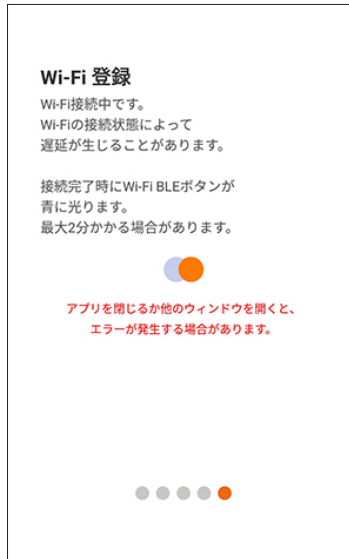 Wi-Fi 登録
Wi-Fi接続中です。
Wi-Fiの接続状態によって
遅延が生じることがあります。
接続完了時にWi-Fi BLEボタンが
青に光ります。
最大2分かかる場合があります。
アプリを閉じるか他のウィンドウを開くと、
エラーが発生する場合があります。